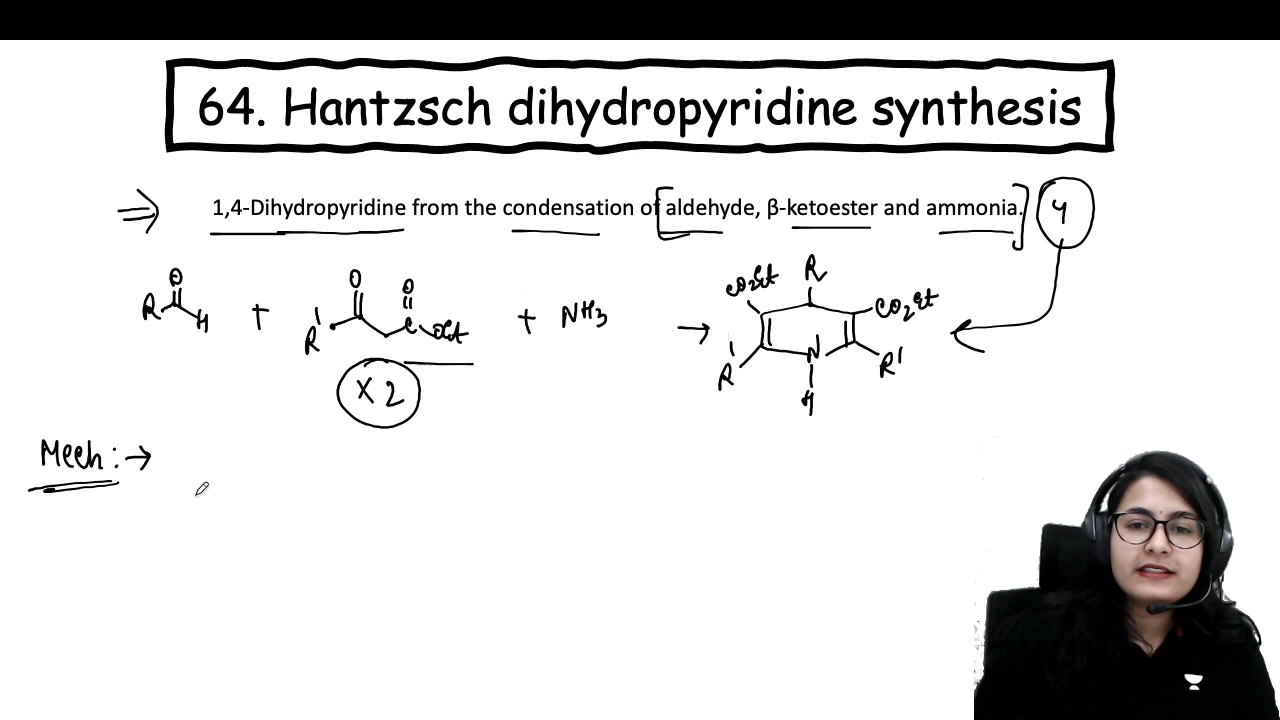 64. Hantzsch dihydropyridine synthesis
⇒ 1,4-Dihydropyridine from the condensation of [aldehyde, β-ketoester and ammonia.] 4
O O O R CO2Et CO2Et
R H + R' C OEt + NH3 → R' N R'
H
X 2
Mech :→